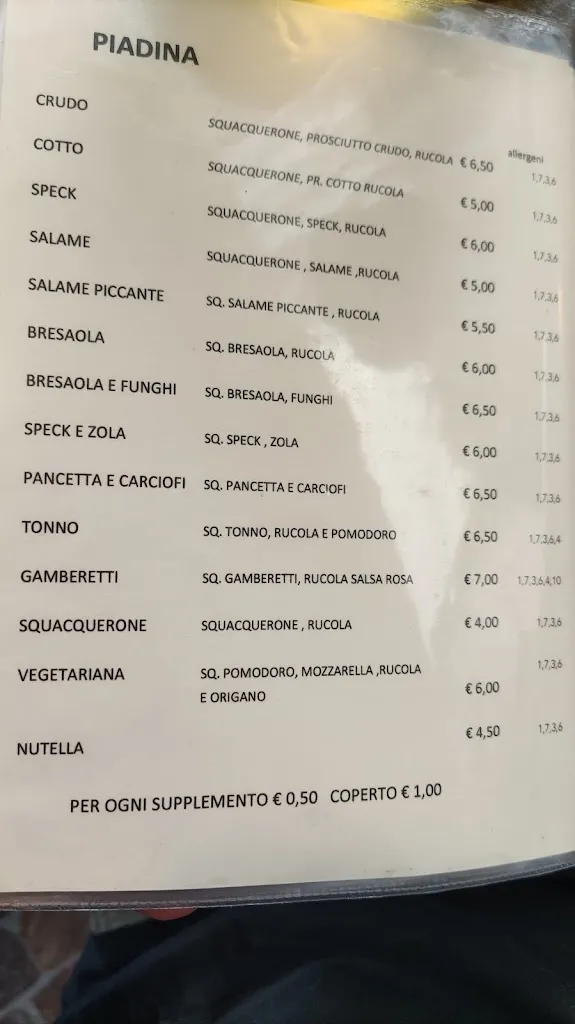 PIADINA
allergeni
CRUDO SQUACQUERONE, PROSCIUTTO CRUDO, RUCOLA € 6,50 1,7,3,6
COTTO SQUACQUERONE, PR. COTTO RUCOLA € 5,00 1,7,3,6
SPECK SQUACQUERONE, SPECK, RUCOLA € 6,00 1,7,3,6
SALAME SQUACQUERONE , SALAME ,RUCOLA € 5,00 1,7,3,6
SALAME PICCANTE SQ. SALAME PICCANTE , RUCOLA € 5,50 1,7,3,6
BRESAOLA SQ. BRESAOLA, RUCOLA € 6,00 1,7,3,6
BRESAOLA E FUNGHI SQ. BRESAOLA, FUNGHI € 6,50 1,7,3,6
SPECK E ZOLA SQ. SPECK , ZOLA € 6,00 1,7,3,6
PANCETTA E CARCIOFI SQ. PANCETTA E CARCIOFI € 6,50 1,7,3,6
TONNO SQ. TONNO, RUCOLA E POMODORO € 6,50 1,7,3,6,4
GAMBERETTI SQ. GAMBERETTI, RUCOLA SALSA ROSA € 7,00 1,7,3,6,4,10
SQUACQUERONE SQUACQUERONE , RUCOLA € 4,00 1,7,3,6
VEGETARIANA SQ. POMODORO, MOZZARELLA ,RUCOLA 1,7,3,6
E ORIGANO € 6,00
NUTELLA € 4,50 1,7,3,6
PER OGNI SUPPLEMENTO € 0,50 COPERTO € 1,00